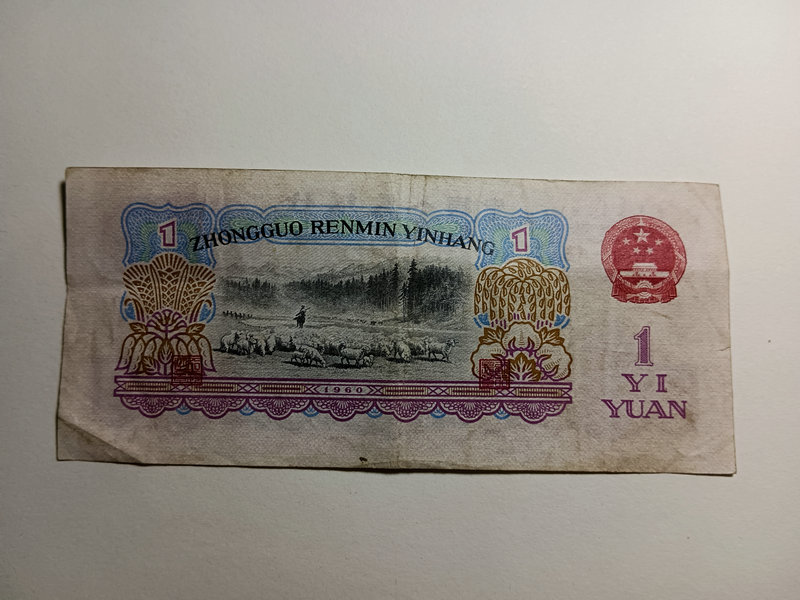 1
ZHONGGUO RENMIN YINHANG
1
1960
1
YI
YUAN